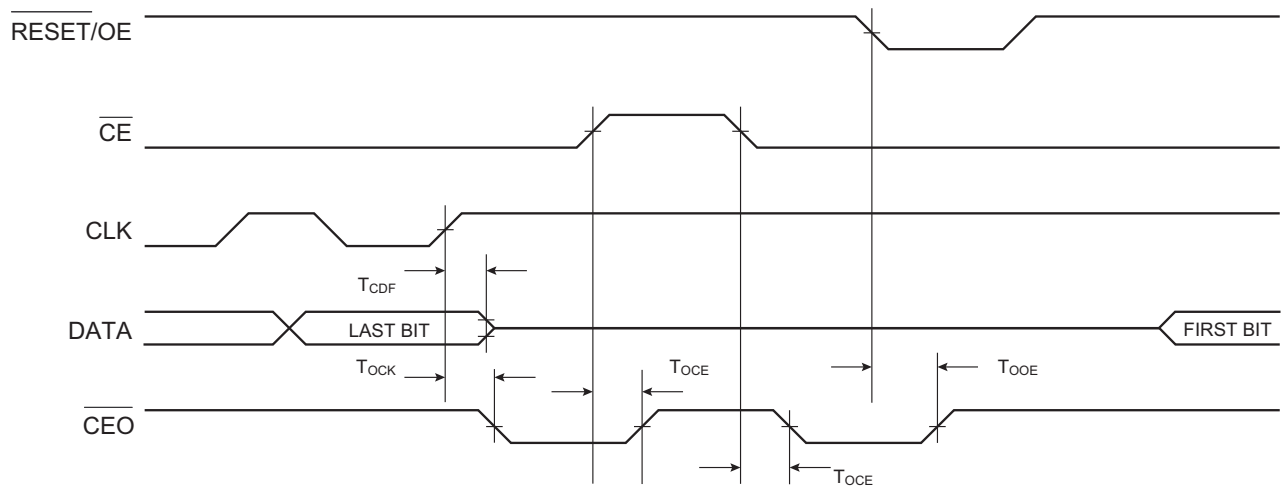 RESET/OE
CE
CLK
TCDF
DATA
LAST BIT
FIRST BIT
TOCK
TOCE
TOOE
CEO
TOCE